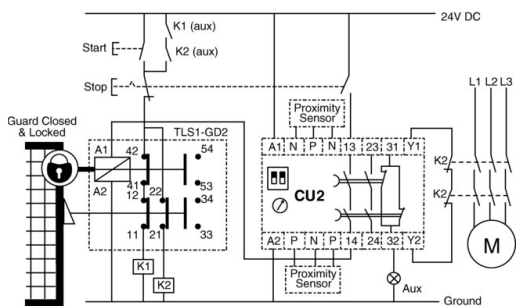 24V DC
K1 (aux)
Start
K2 (aux)
Stop
L1 L2 L3
Proximity
Sensor
Guard Closed
& Locked
TLS1-GD2
A1 42 54
A1 N P N 13 23 31 Y1
K2
A2 41 53
12 22 34
CU2
K2
11 21 33
A2 P N P 14 24 32 Y2
M
K1
K2
Proximity
Sensor
Aux
Ground